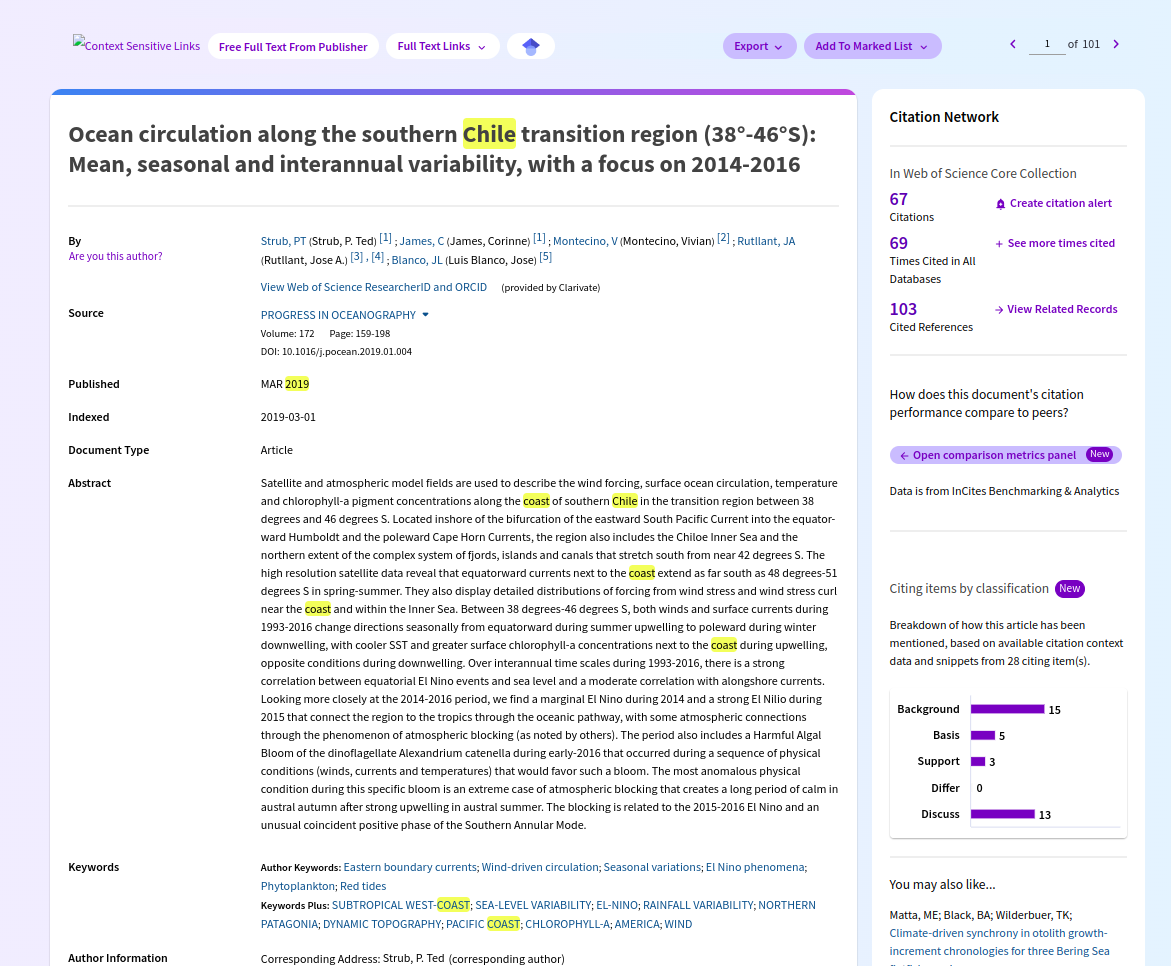 Context Sensitive Links
Free Full Text From Publisher
Full Text Links
Export
Add To Marked List
1 of 101
Ocean circulation along the southern Chile transition region (38°-46°S):
Mean, seasonal and interannual variability, with a focus on 2014-2016
By
Are you this author?
Strub, PT (Strub, P. Ted) [1] ; James, C (James, Corinne) [1] ; Montecino, V (Montecino, Vivian) [2] ; Rutllant, JA
(Rutllant, Jose A.) [3] , [4] ; Blanco, JL (Luis Blanco, Jose) [5]
View Web of Science ResearcherID and ORCID (provided by Clarivate)
Source
PROGRESS IN OCEANOGRAPHY
Volume: 172 Page: 159-198
DOI: 10.1016/j.pocean.2019.01.004
Published
MAR 2019
Indexed
2019-03-01
Document Type
Article
Abstract
Satellite and atmospheric model fields are used to describe the wind forcing, surface ocean circulation, temperature
and chlorophyll-a pigment concentrations along the coast of southern Chile in the transition region between 38
degrees and 46 degrees S. Located inshore of the bifurcation of the eastward South Pacific Current into the equator-
ward Humboldt and the poleward Cape Horn Currents, the region also includes the Chiloe Inner Sea and the
northern extent of the complex system of fjords, islands and canals that stretch south from near 42 degrees S. The
high resolution satellite data reveal that equatorward currents next to the coast extend as far south as 48 degrees-51
degrees S in spring-summer. They also display detailed distributions of forcing from wind stress and wind stress curl
near the coast and within the Inner Sea. Between 38 degrees-46 degrees S, both winds and surface currents during
1993-2016 change directions seasonally from equatorward during summer upwelling to poleward during winter
downwelling, with cooler SST and greater surface chlorophyll-a concentrations next to the coast during upwelling,
opposite conditions during downwelling. Over interannual time scales during 1993-2016, there is a strong
correlation between equatorial El Nino events and sea level and a moderate correlation with alongshore currents.
Looking more closely at the 2014-2016 period, we find a marginal El Nino during 2014 and a strong El Nilio during
2015 that connect the region to the tropics through the oceanic pathway, with some atmospheric connections
through the phenomenon of atmospheric blocking (as noted by others). The period also includes a Harmful Algal
Bloom of the dinoflagellate Alexandrium catenella during early-2016 that occurred during a sequence of physical
conditions (winds, currents and temperatures) that would favor such a bloom. The most anomalous physical
condition during this specific bloom is an extreme case of atmospheric blocking that creates a long period of calm in
austral autumn after strong upwelling in austral summer. The blocking is related to the 2015-2016 El Nino and an
unusual coincident positive phase of the Southern Annular Mode.
Keywords
Author Keywords: Eastern boundary currents; Wind-driven circulation; Seasonal variations; El Nino phenomena;
Phytoplankton; Red tides
Keywords Plus: SUBTROPICAL WEST-COAST; SEA-LEVEL VARIABILITY; EL-NINO; RAINFALL VARIABILITY; NORTHERN
PATAGONIA; DYNAMIC TOPOGRAPHY; PACIFIC COAST; CHLOROPHYLL-A; AMERICA; WIND
Author Information
Corresponding Address: Strub, P. Ted (corresponding author)
Citation Network
In Web of Science Core Collection
67
Citations
Create citation alert
69
Times Cited in All
Databases
+ See more times cited
103
Cited References
→ View Related Records
How does this document's citation
performance compare to peers?
← Open comparison metrics panel New
Data is from InCites Benchmarking & Analytics
Citing items by classification New
Breakdown of how this article has been
mentioned, based on available citation context
data and snippets from 28 citing item(s).
Background 15
Basis 5
Support 3
Differ 0
Discuss 13
You may also like...
Matta, ME; Black, BA; Wilderbuer, TK;
Climate-driven synchrony in otolith growth-
increment chronologies for three Bering Sea